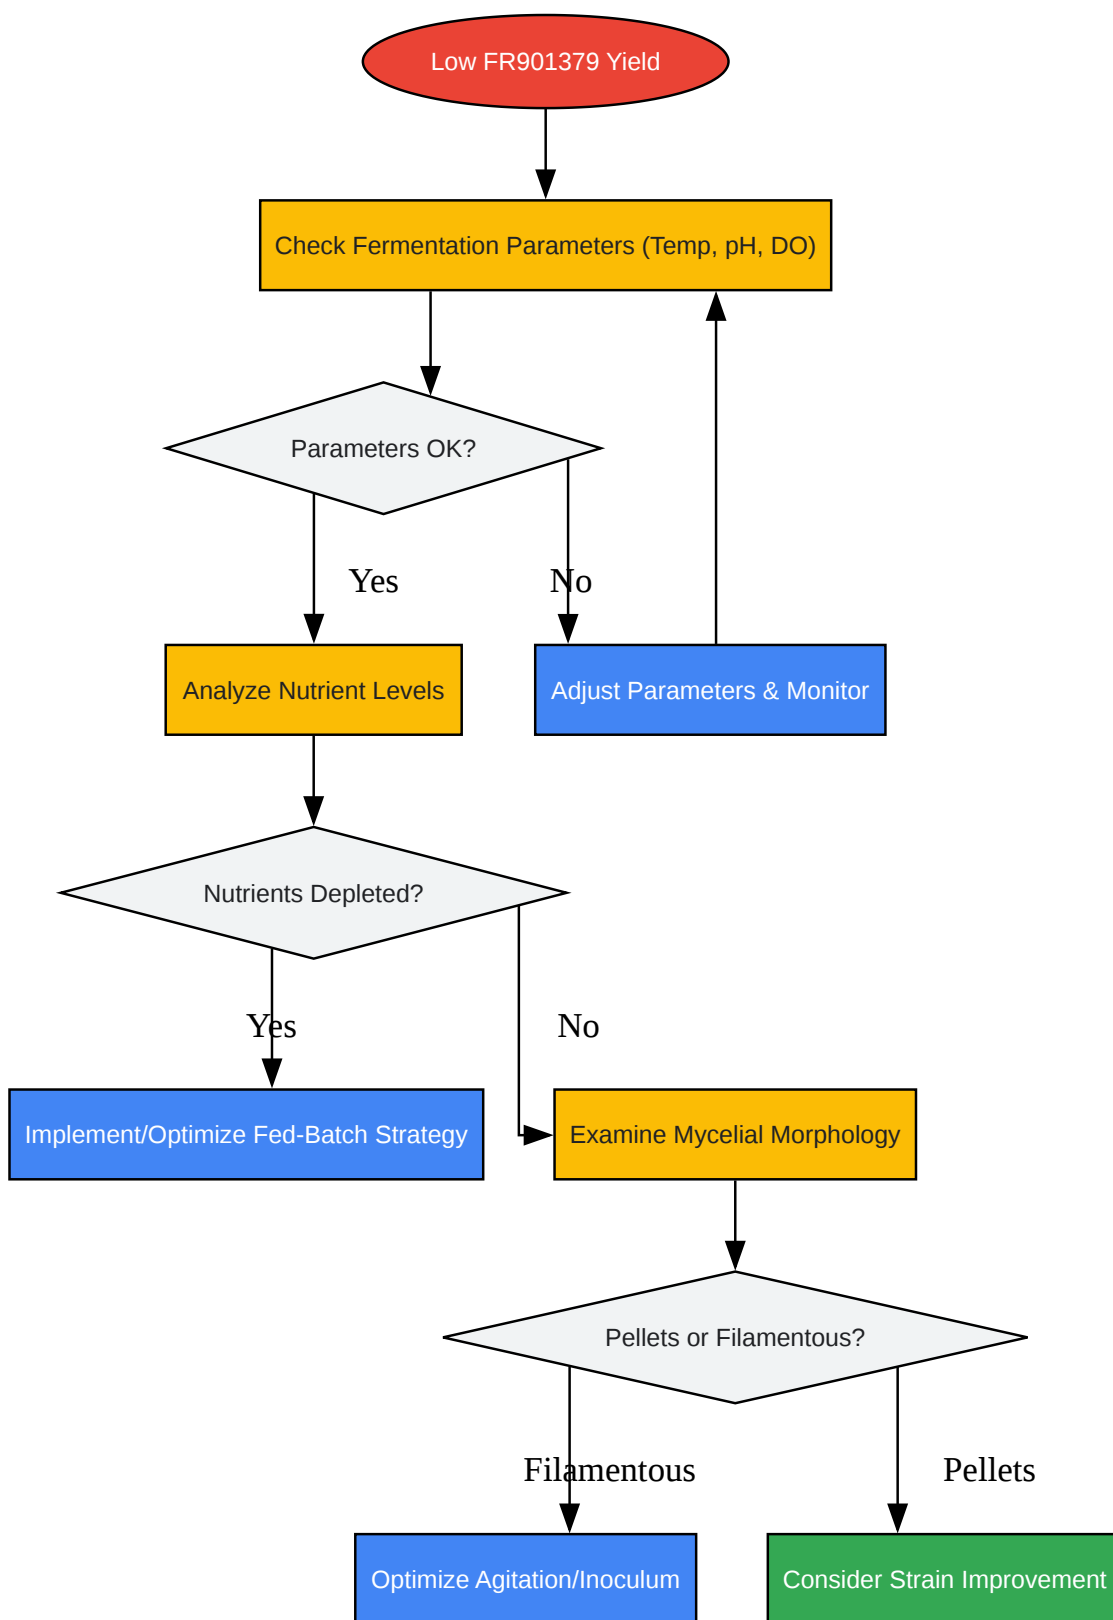 Low FR901379 Yield
Check Fermentation Parameters (Temp, pH, DO)
Parameters OK?
Yes
No
Analyze Nutrient Levels
Adjust Parameters & Monitor
Nutrients Depleted?
Yes
No
Implement/Optimize Fed-Batch Strategy
Examine Mycelial Morphology
Pellets or Filamentous?
Filamentous
Pellets
Optimize Agitation/Inoculum
Consider Strain Improvement